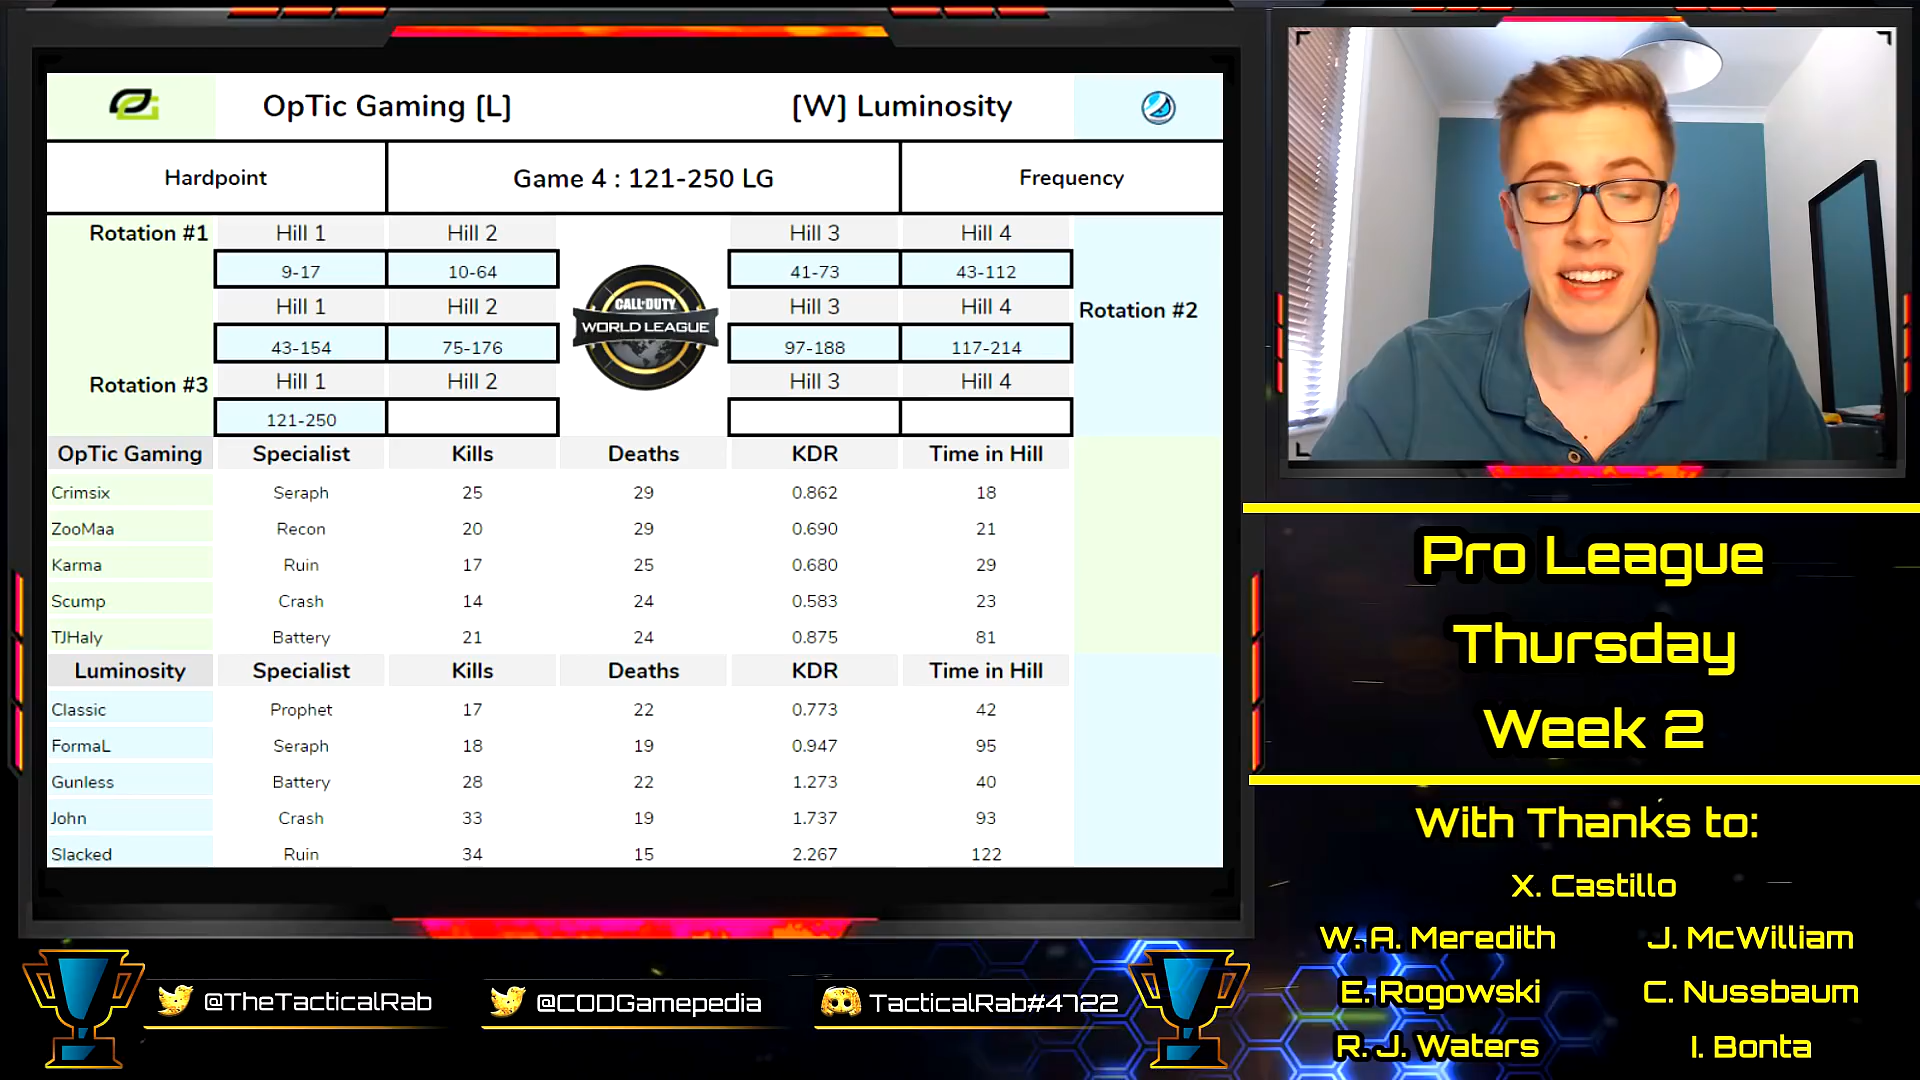 OpTic Gaming [L] [W] Luminosity
Hardpoint Game 4 : 121-250 LG Frequency
Rotation #1 Hill 1 Hill 2 Hill 3 Hill 4
9-17 10-64 41-73 43-112
Hill 1 Hill 2 Hill 3 Hill 4 Rotation #2
43-154 75-176 97-188 117-214
Rotation #3 Hill 1 Hill 2 Hill 3 Hill 4
121-250
CALL OF DUTY
WORLD LEAGUE
OpTic Gaming Specialist Kills Deaths KDR Time in Hill
Crimsix Seraph 25 29 0.862 18
ZooMaa Recon 20 29 0.690 21
Karma Ruin 17 25 0.680 29
Scump Crash 14 24 0.583 23
TJHaly Battery 21 24 0.875 81
Luminosity Specialist Kills Deaths KDR Time in Hill
Classic Prophet 17 22 0.773 42
FormaL Seraph 18 19 0.947 95
Gunless Battery 28 22 1.273 40
John Crash 33 19 1.737 93
Slacked Ruin 34 15 2.267 122
Pro League
Thursday
Week 2
With Thanks to:
X. Castillo
W. A. Meredith J. McWilliam
E. Rogowski C. Nussbaum
R. J. Waters I. Bonta
@TheTacticalRab @CODGamepedia TacticalRab#4722